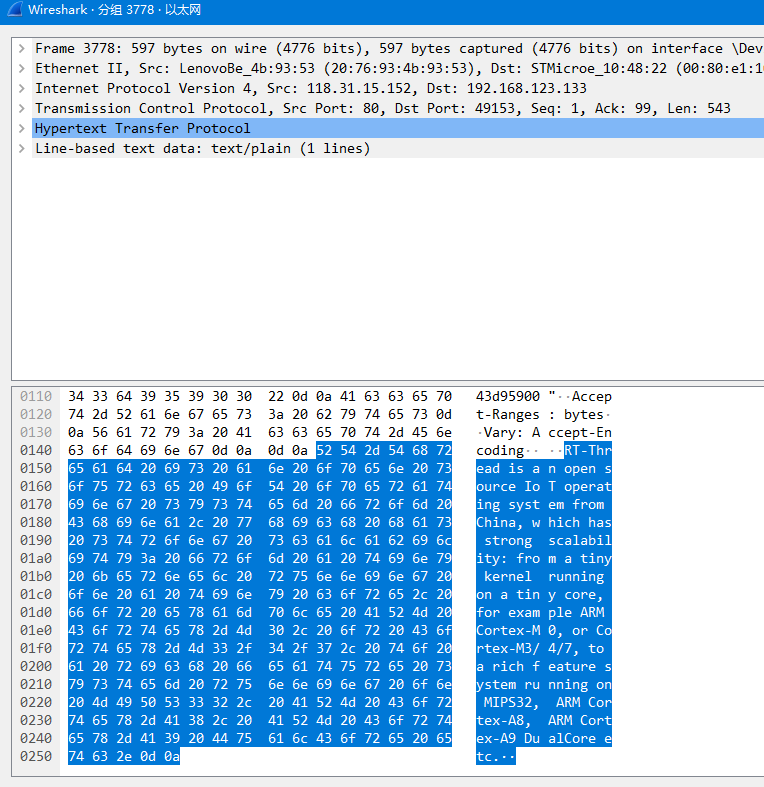 Wireshark · 分组 3778 · 以太网
Frame 3778: 597 bytes on wire (4776 bits), 597 bytes captured (4776 bits) on interface \Dev
Ethernet II, Src: LenovoBe_4b:93:53 (20:76:93:4b:93:53), Dst: STMicroe_10:48:22 (00:80:e1:1
Internet Protocol Version 4, Src: 118.31.15.152, Dst: 192.168.123.133
Transmission Control Protocol, Src Port: 80, Dst Port: 49153, Seq: 1, Ack: 99, Len: 543
Hypertext Transfer Protocol
Line-based text data: text/plain (1 lines)
0110 34 33 64 39 35 39 30 30 22 0d 0a 41 63 63 65 70 43d95900 "··Accep
0120 74 2d 52 61 6e 67 65 73 3a 20 62 79 74 65 73 0d t-Ranges : bytes·
0130 0a 56 61 72 79 3a 20 41 63 63 65 70 74 2d 45 6e ·Vary: A ccept-En
0140 63 6f 64 69 6e 67 0d 0a 0d 0a 52 54 2d 54 68 72 coding·· ··RT-Thr
0150 65 61 64 20 69 73 20 61 6e 20 6f 70 65 6e 20 73 ead is a n open s
0160 6f 75 72 63 65 20 49 6f 54 20 6f 70 65 72 61 74 ource Io T operat
0170 69 6e 67 20 73 79 73 74 65 6d 20 66 72 6f 6d 20 ing syst em from
0180 43 68 69 6e 61 2c 20 77 68 69 63 68 20 68 61 73 China, w hich has
0190 20 73 74 72 6f 6e 67 20 73 63 61 6c 61 62 69 6c strong scalabil
01a0 69 74 79 3a 20 66 72 6f 6d 20 61 20 74 69 6e 79 ity: fro m a tiny
01b0 20 6b 65 72 6e 65 6c 20 72 75 6e 6e 69 6e 67 20 kernel running
01c0 6f 6e 20 61 20 74 69 6e 79 20 63 6f 72 65 2c 20 on a tin y core,
01d0 66 6f 72 20 65 78 61 6d 70 6c 65 20 41 52 4d 20 for exam ple ARM
01e0 43 6f 72 74 65 78 2d 4d 30 2c 20 6f 72 20 43 6f Cortex-M 0, or Co
01f0 72 74 65 78 2d 4d 33 2f 34 2f 37 2c 20 74 6f 20 rtex-M3/ 4/7, to
0200 61 20 72 69 63 68 20 66 65 61 74 75 72 65 20 73 a rich f eature s
0210 79 73 74 65 6d 20 72 75 6e 6e 69 6e 67 20 6f 6e ystem ru nning on
0220 20 4d 49 50 53 33 32 2c 20 41 52 4d 20 43 6f 72 MIPS32, ARM Cor
0230 74 65 78 2d 41 38 2c 20 41 52 4d 20 43 6f 72 74 tex-A8, ARM Cort
0240 65 78 2d 41 39 20 44 75 61 6c 43 6f 72 65 20 65 ex-A9 Du alCore e
0250 74 63 2e 0d 0a tc.··